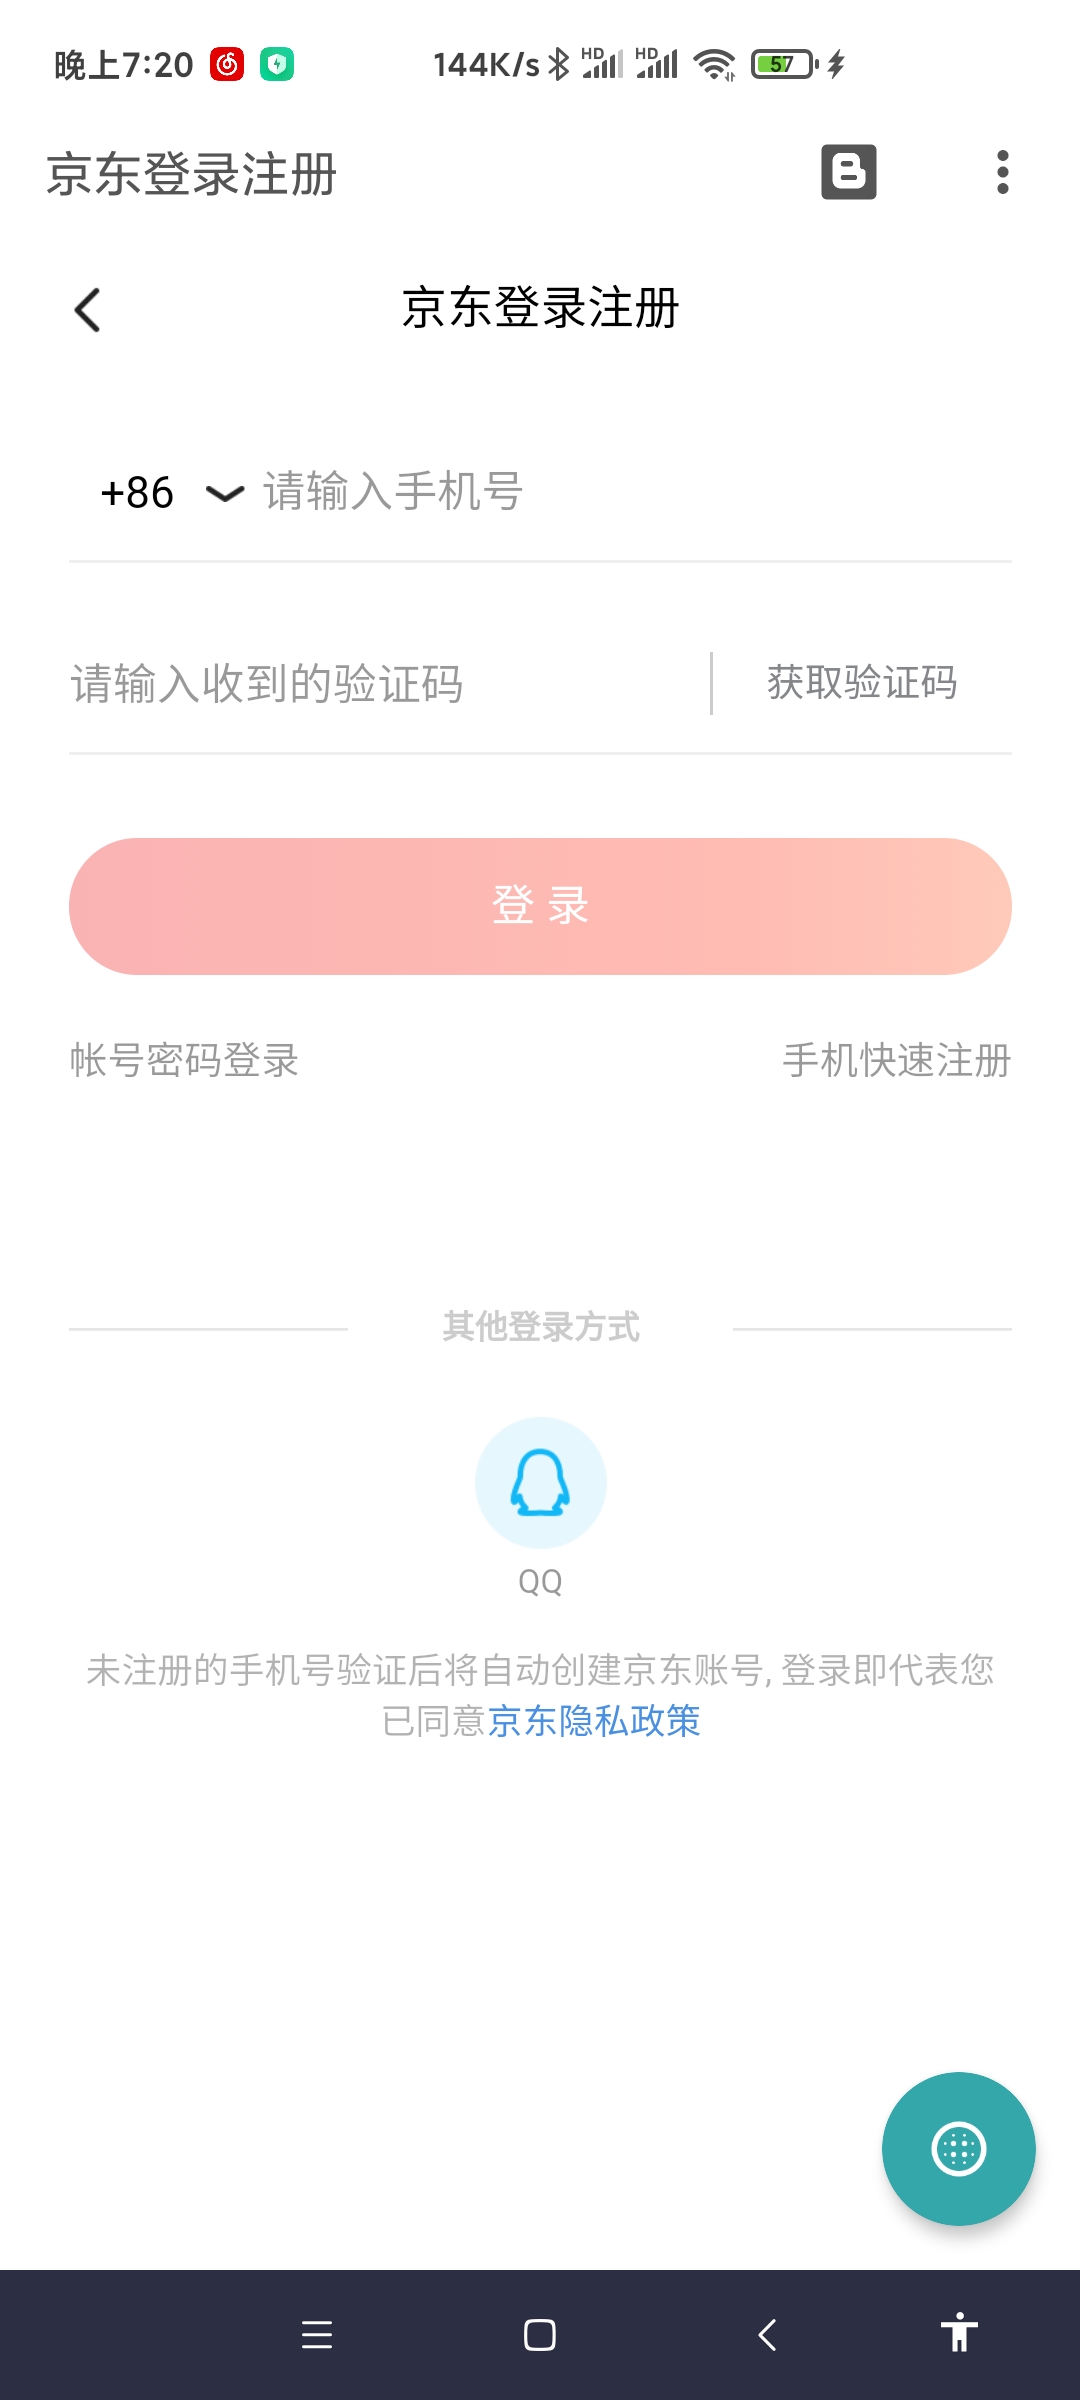 晚上7:20 144K/s HD HD 57
京东登录注册
京东登录注册
+86 请输入手机号
请输入收到的验证码 获取验证码
登 录
帐号密码登录 手机快速注册
其他登录方式
QQ
未注册的手机号验证后将自动创建京东账号, 登录即代表您
已同意京东隐私政策